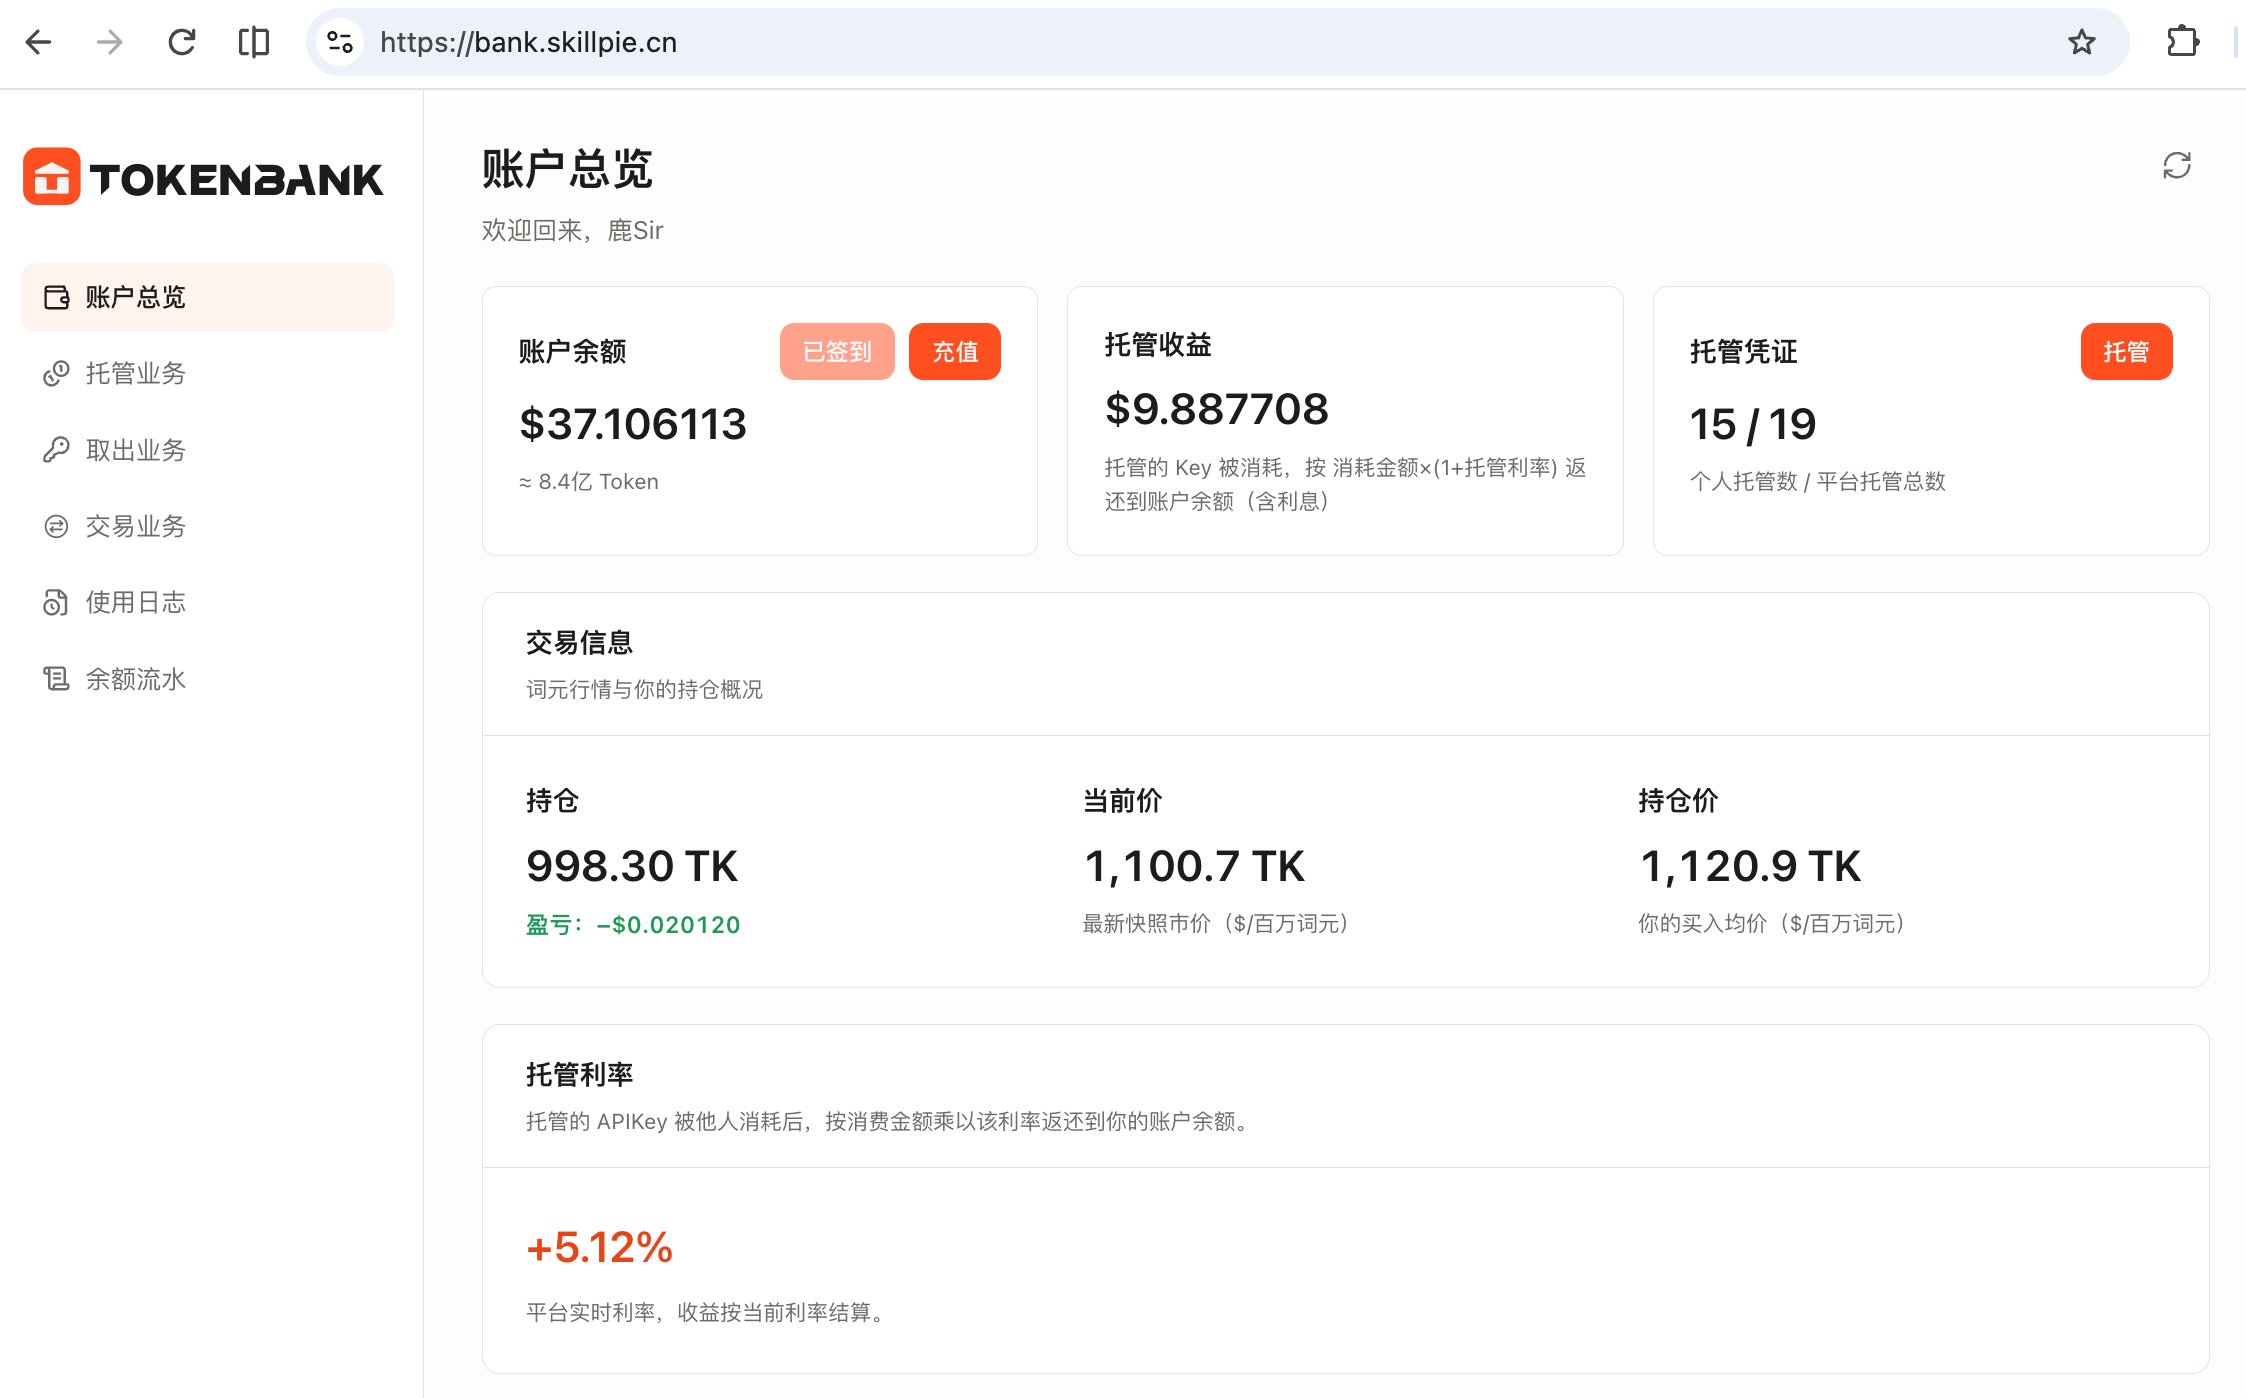 https://bank.skillpie.cn
TOKENBANK
账户总览
托管业务
取出业务
交易业务
使用日志
余额流水
账户总览
欢迎回来，鹿Sir
账户余额
已签到
充值
$37.106113
≈ 8.4亿 Token
托管收益
$9.887708
托管的 Key 被消耗，按 消耗金额×(1+托管利率) 返
还到账户余额（含利息）
托管凭证
托管
15 / 19
个人托管数 / 平台托管总数
交易信息
词元行情与你的持仓概况
持仓
998.30 TK
盈亏：−$0.020120
当前价
1,100.7 TK
最新快照市价（$/百万词元）
持仓价
1,120.9 TK
你的买入均价（$/百万词元）
托管利率
托管的 APIKey 被他人消耗后，按消费金额乘以该利率返还到你的账户余额。
+5.12%
平台实时利率，收益按当前利率结算。